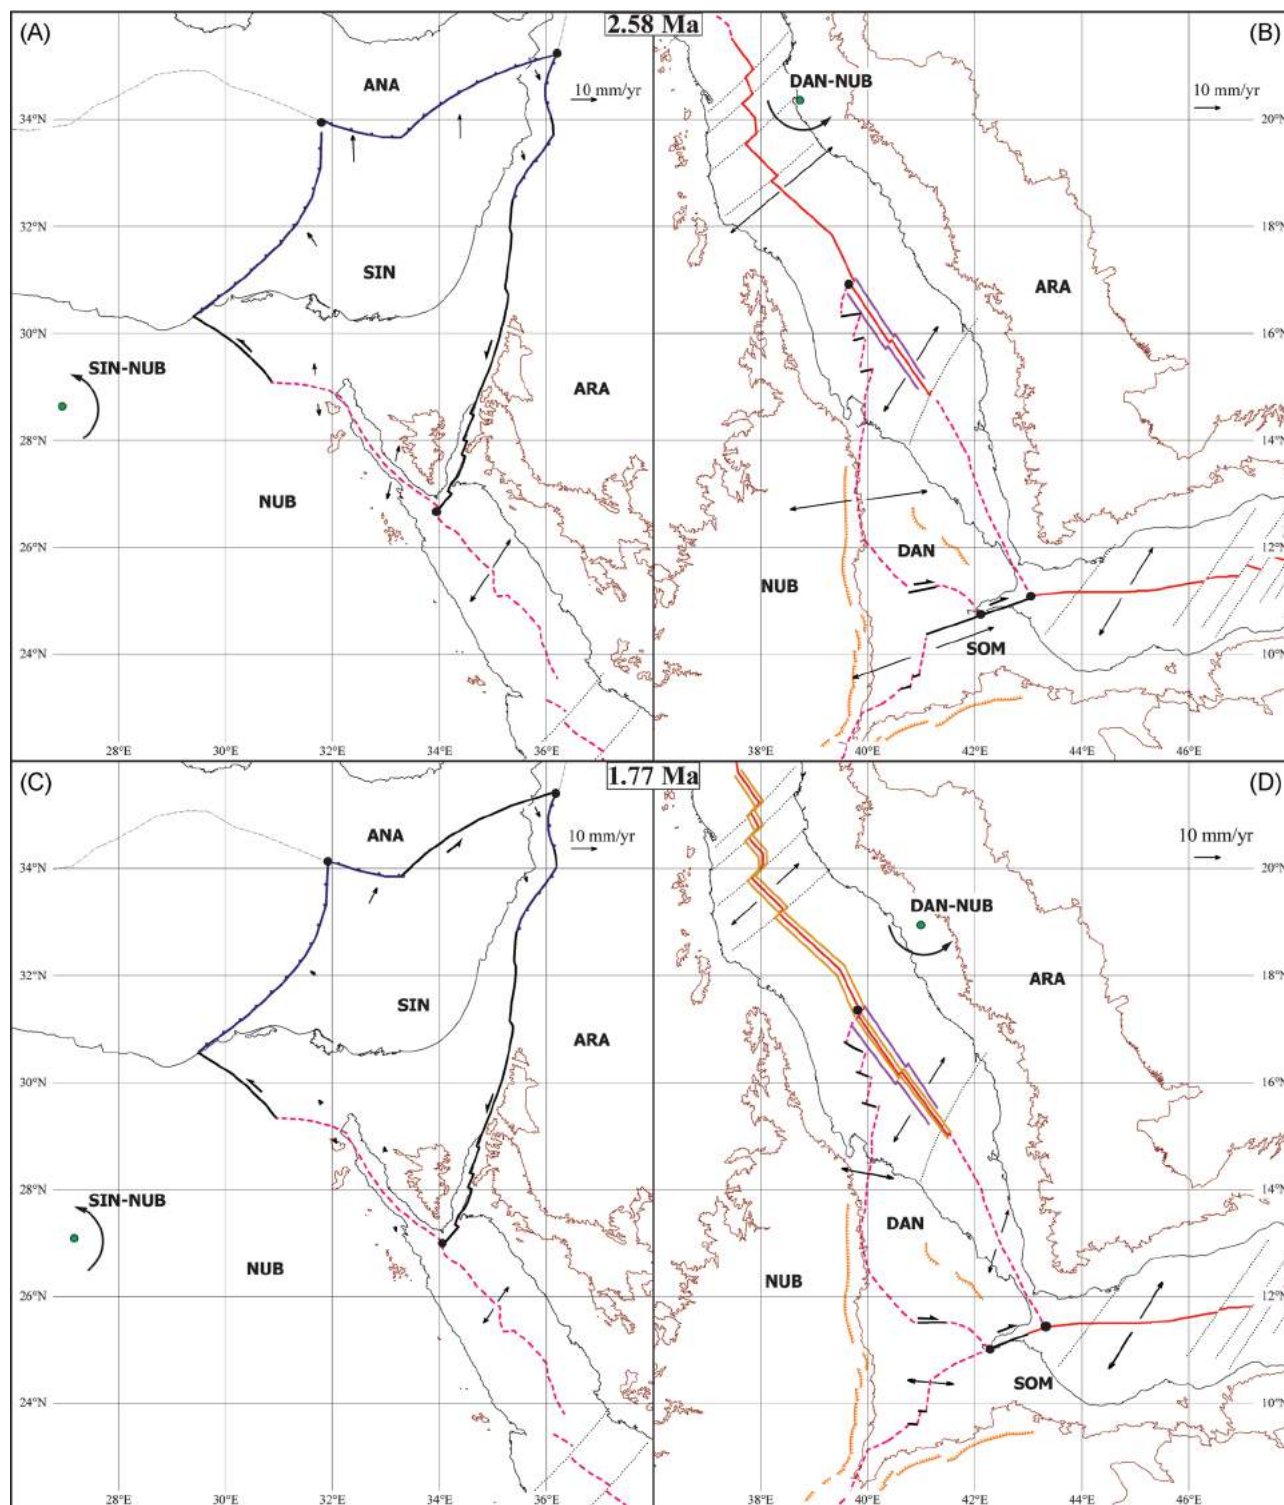 (A)
2.58 Ma
(B)
ANA
DAN-NUB
10 mm/yr
10 mm/yr
34°N
20°N
32°N
18°N
SIN
ARA
30°N
16°N
SIN-NUB
ARA
28°N
14°N
NUB
26°N
12°N
DAN
NUB
24°N
10°N
SOM
28°E
30°E
32°E
34°E
36°E
38°E
40°E
42°E
44°E
46°E
(C)
1.77 Ma
(D)
ANA
10 mm/yr
10 mm/yr
34°N
20°N
DAN-NUB
32°N
18°N
SIN
ARA
ARA
30°N
16°N
28°N
14°N
SIN-NUB
DAN
NUB
NUB
26°N
12°N
SOM
24°N
10°N
28°E
30°E
32°E
34°E
36°E
38°E
40°E
42°E
44°E
46°E